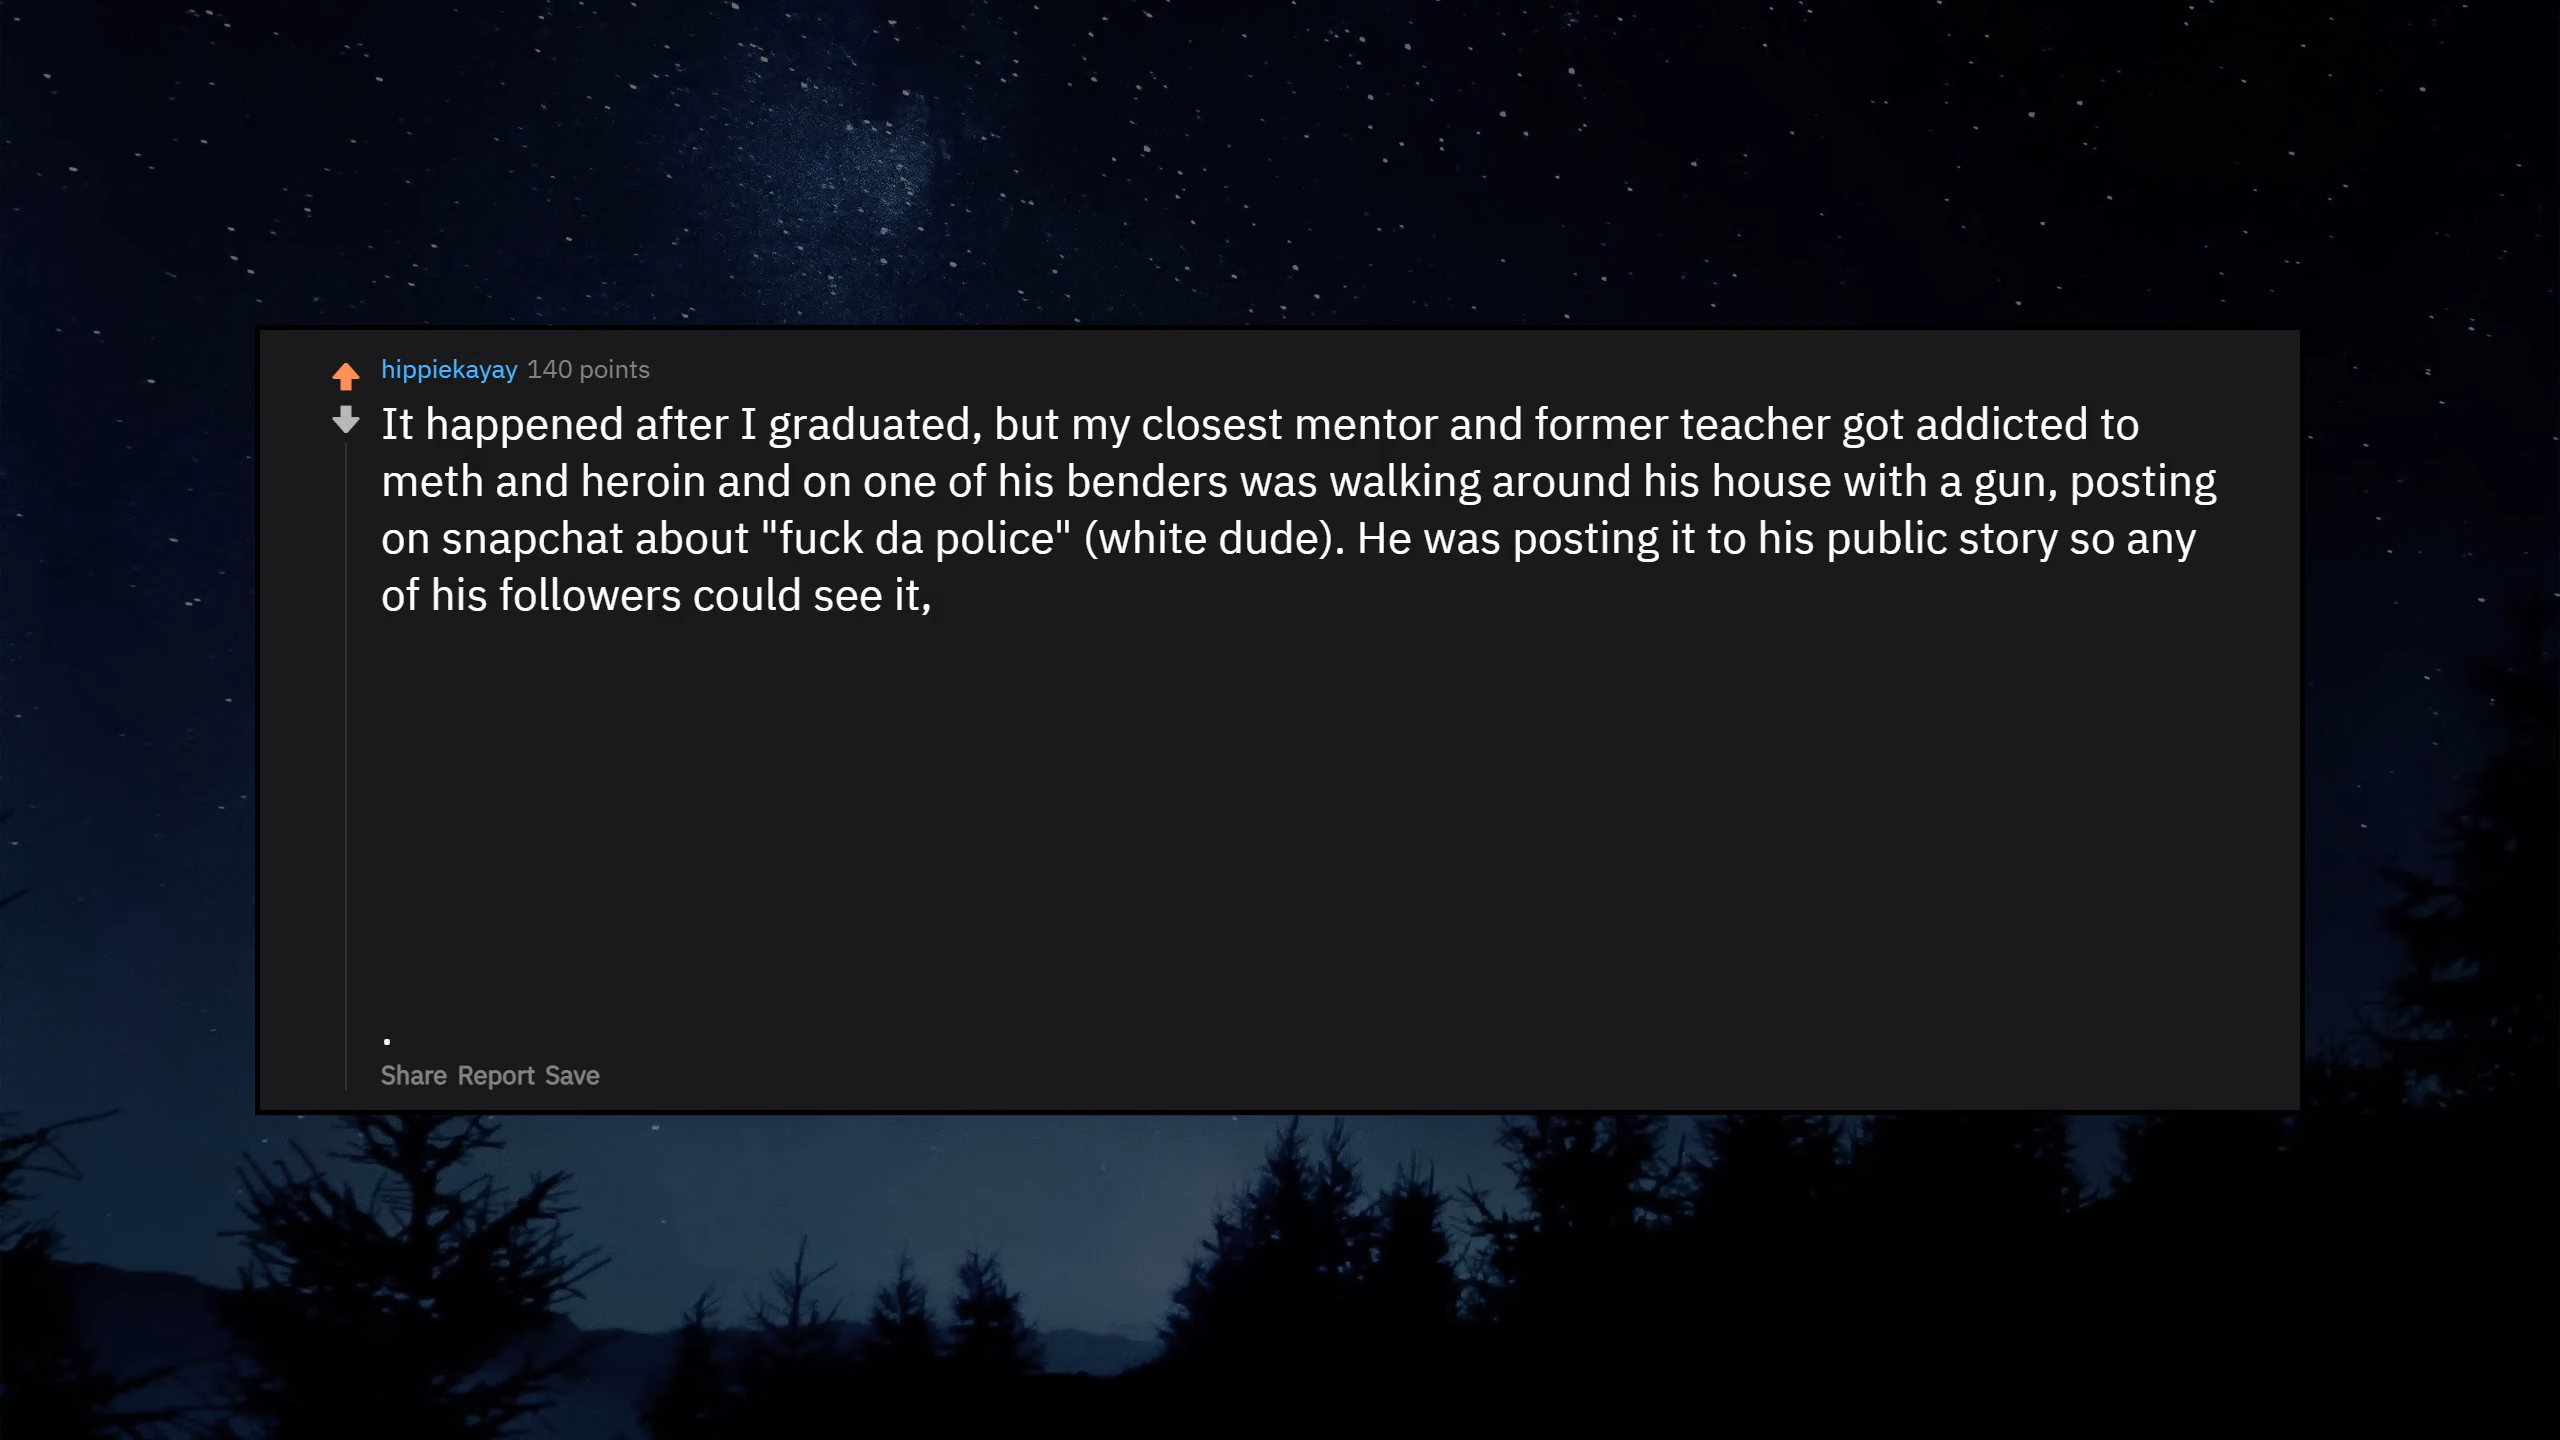 hippiekayay 140 points
It happened after I graduated, but my closest mentor and former teacher got addicted to
meth and heroin and on one of his benders was walking around his house with a gun, posting
on snapchat about "fuck da police" (white dude). He was posting it to his public story so any
of his followers could see it,
.
Share Report Save